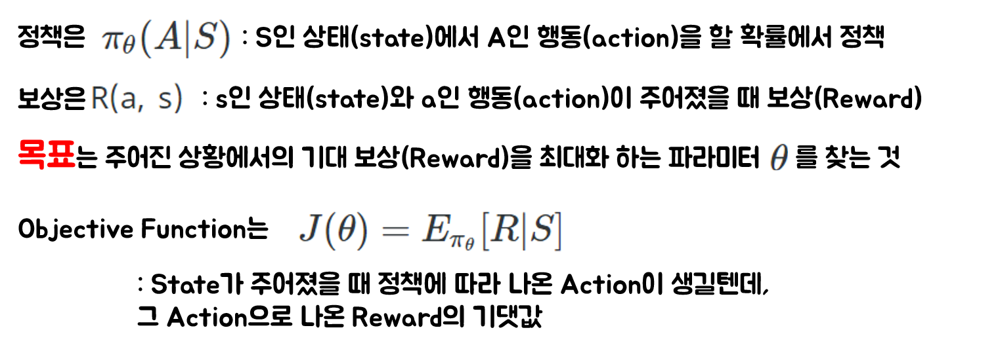 정책은 π_θ(A|S) : S인 상태(state)에서 A인 행동(action)을 할 확률에서 정책
보상은 R(a, s) : s인 상태(state)와 a인 행동(action)이 주어졌을 때 보상(Reward)
목표는 주어진 상황에서의 기대 보상(Reward)을 최대화 하는 파라미터 θ 를 찾는 것
Objective Function는 J(θ) = E_{π_θ}[R|S]
: State가 주어졌을 때 정책에 따라 나온 Action이 생길텐데,
그 Action으로 나온 Reward의 기댓값